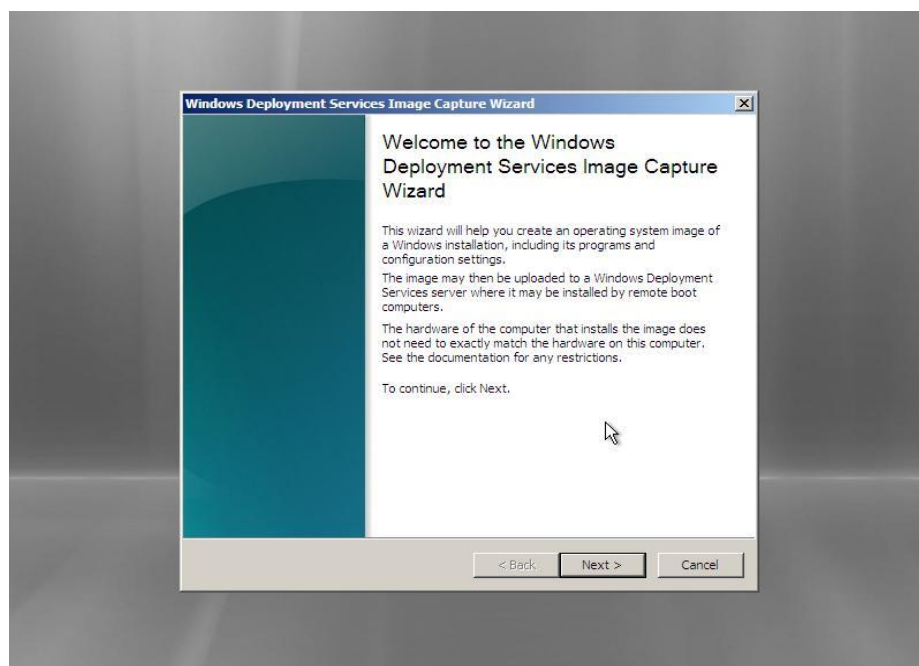 Windows Deployment Services Image Capture Wizard
Welcome to the Windows
Deployment Services Image Capture
Wizard
This wizard will help you create an operating system image of
a Windows installation, including its programs and
configuration settings.
The image may then be uploaded to a Windows Deployment
Services server where it may be installed by remote boot
computers.
The hardware of the computer that installs the image does
not need to exactly match the hardware on this computer.
See the documentation for any restrictions.
To continue, click Next.
< Back Next > Cancel